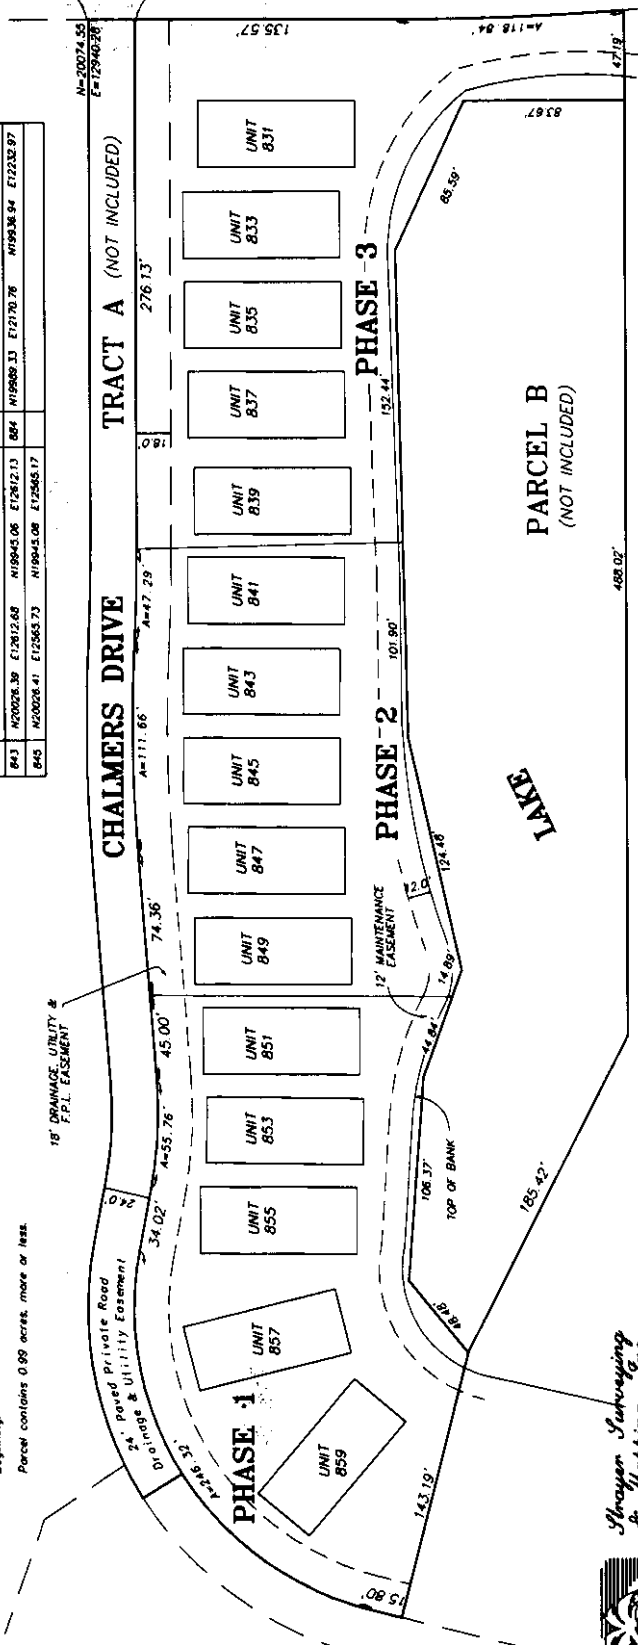 843 N20026.39 E12612.68 N19945.06 E12612.13 884 N19989.33 E12170.76 N19938.94 E12232.97
845 N20026.41 E12565.73 N19945.08 E12565.17
Parcel contains 0.99 acres, more or less.
18' DRAINAGE, UTILITY &
F.P.L. EASEMENT
N=20074.55
E=12940.28
CHALMERS DRIVE
TRACT A (NOT INCLUDED)
24' Paved Private Road
Drainage & Utility Easement
24.0'
A=246.32'
34.02'
A=55.76'
45.00'
74.36'
A=111.66'
A=47.29'
18.0'
276.13'
135.57'
A=118.84'
47.19'
UNIT
859
UNIT
857
UNIT
855
UNIT
853
UNIT
851
UNIT
849
UNIT
847
UNIT
845
UNIT
843
UNIT
841
UNIT
839
UNIT
837
UNIT
835
UNIT
833
UNIT
831
PHASE 1
PHASE 2
PHASE 3
12' MAINTENANCE
EASEMENT
12.0'
15.80'
143.19'
48.48'
106.37'
TOP OF BANK
44.84'
14.89'
124.48'
101.90'
152.44'
85.59'
83.67'
185.42'
488.02'
LAKE
PARCEL B
(NOT INCLUDED)
Strayer Surveying